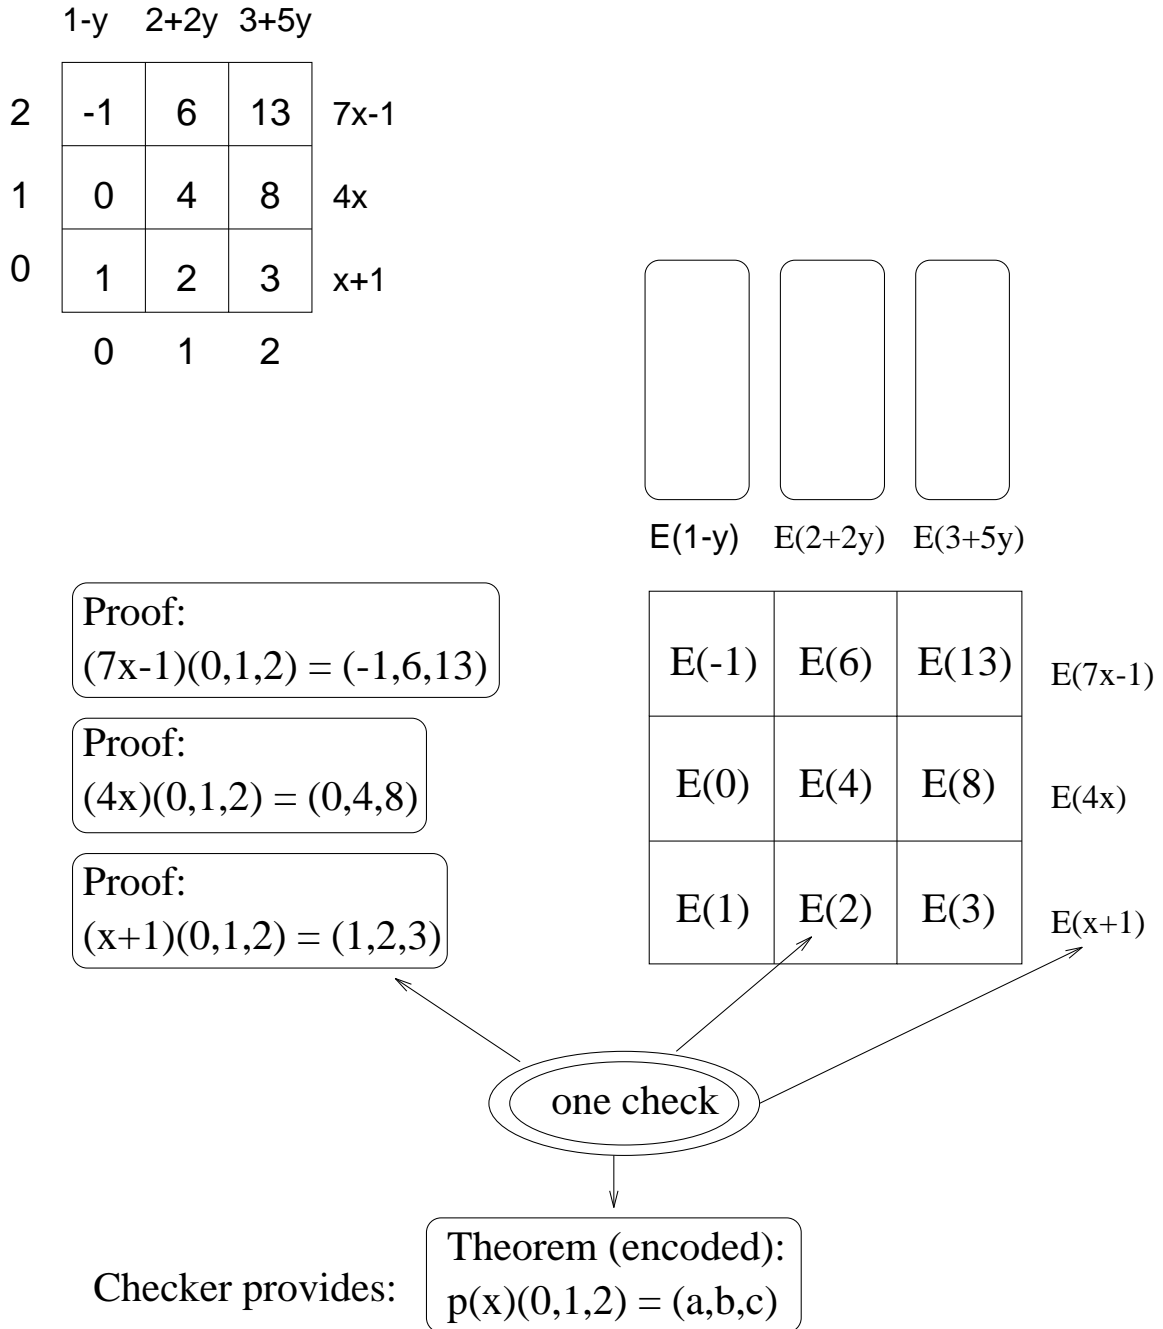 1-y 2+2y 3+5y
2 -1 6 13 7x-1
1 0 4 8 4x
0 1 2 3 x+1
0 1 2
E(1-y) E(2+2y) E(3+5y)
Proof:
(7x-1)(0,1,2) = (-1,6,13)
Proof:
(4x)(0,1,2) = (0,4,8)
Proof:
(x+1)(0,1,2) = (1,2,3)
E(-1) E(6) E(13) E(7x-1)
E(0) E(4) E(8) E(4x)
E(1) E(2) E(3) E(x+1)
one check
Checker provides:
Theorem (encoded):
p(x)(0,1,2) = (a,b,c)